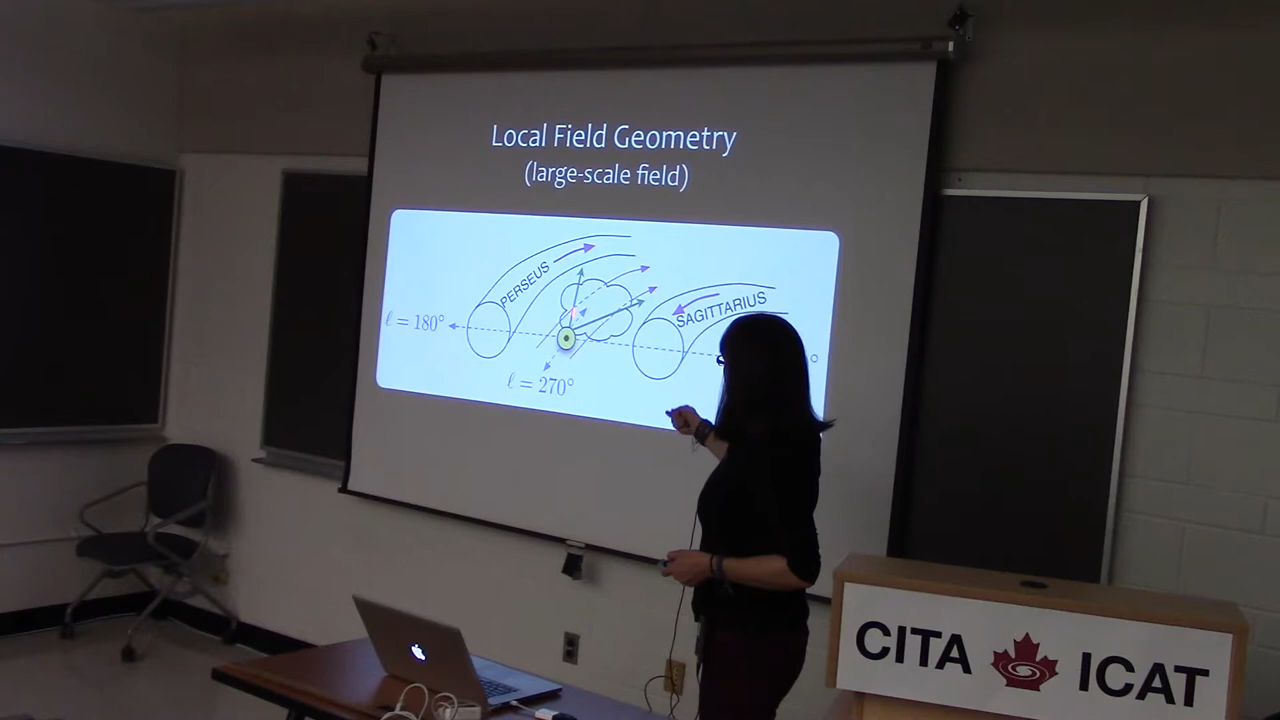 Local Field Geometry
(large-scale field)
PERSEUS
SAGITTARIUS
ℓ = 180°
°
ℓ = 270°
CITA ICAT